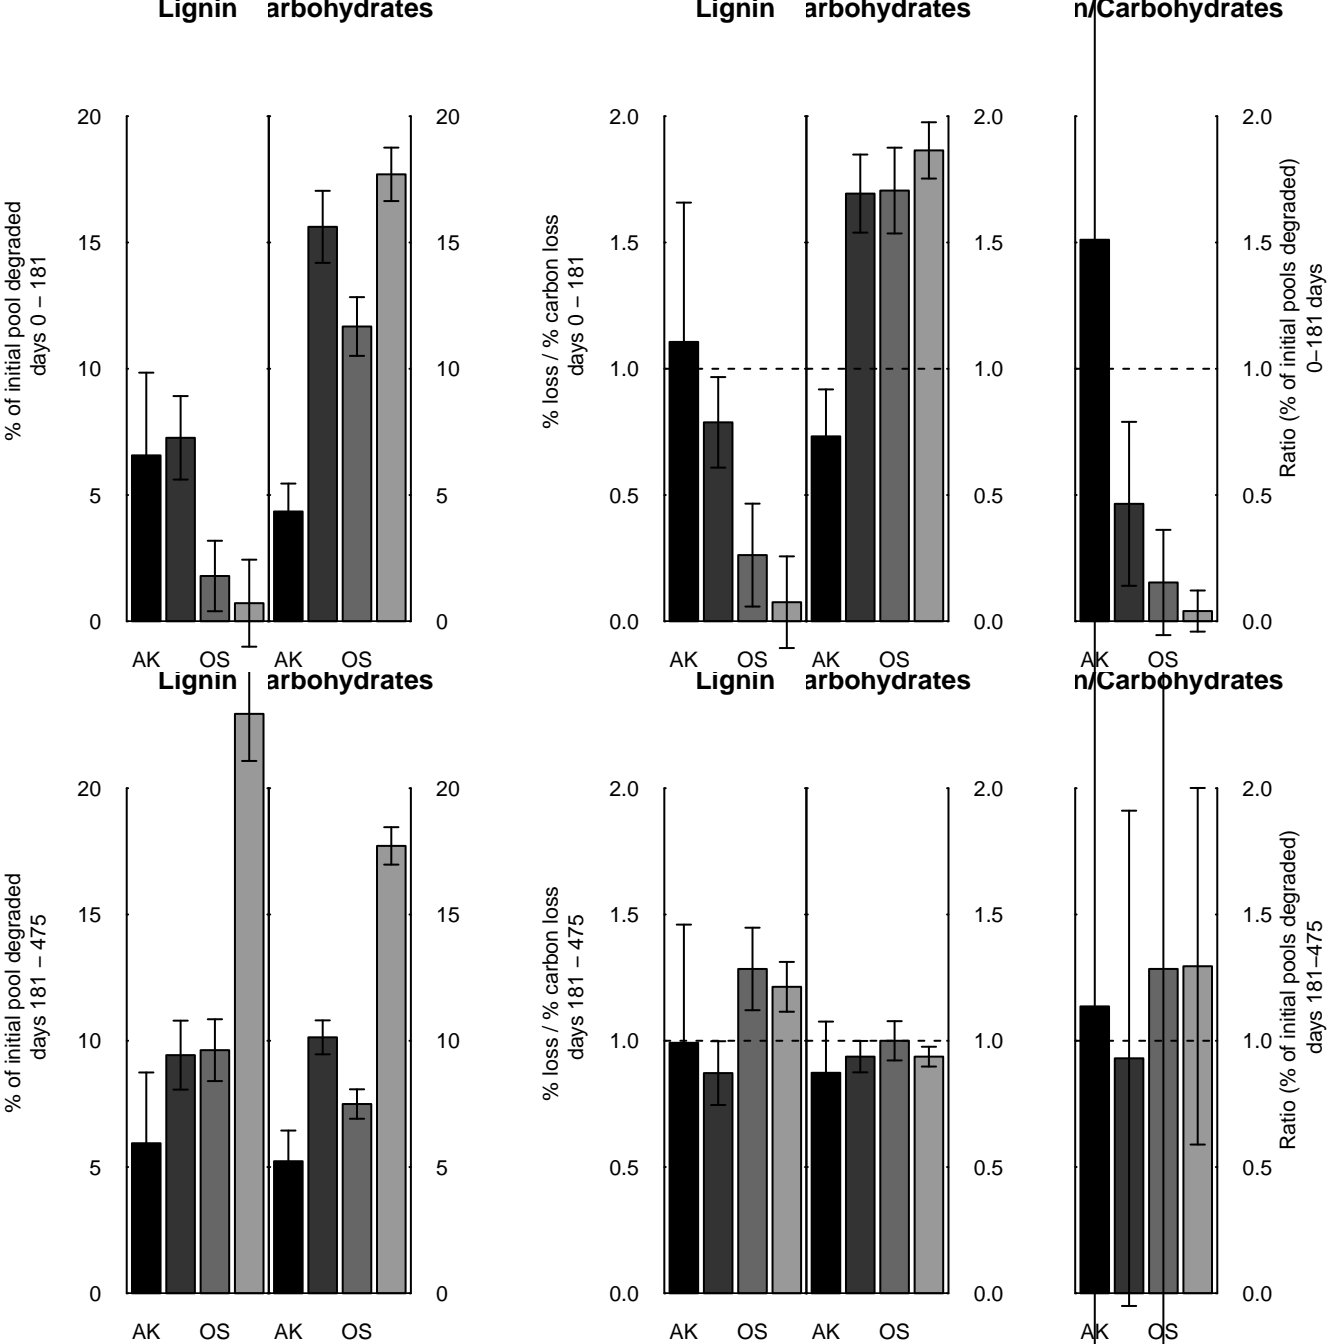 Lignin arbohydrates
20
15
10
5
0
20
15
10
5
0
% of initial pool degraded
days 0 – 181
AK OS AK OS
Lignin arbohydrates
2.0
1.5
1.0
0.5
0.0
2.0
1.5
1.0
0.5
0.0
% loss / % carbon loss
days 0 – 181
AK OS AK OS
n/Carbohydrates
2.0
1.5
1.0
0.5
0.0
Ratio (% of initial pools degraded)
0–181 days
AK OS
Lignin arbohydrates
20
15
10
5
0
20
15
10
5
0
% of initial pool degraded
days 181 – 475
AK OS AK OS
Lignin arbohydrates
2.0
1.5
1.0
0.5
0.0
2.0
1.5
1.0
0.5
0.0
% loss / % carbon loss
days 181 – 475
AK OS AK OS
n/Carbohydrates
2.0
1.5
1.0
0.5
0.0
Ratio (% of initial pools degraded)
days 181–475
AK OS